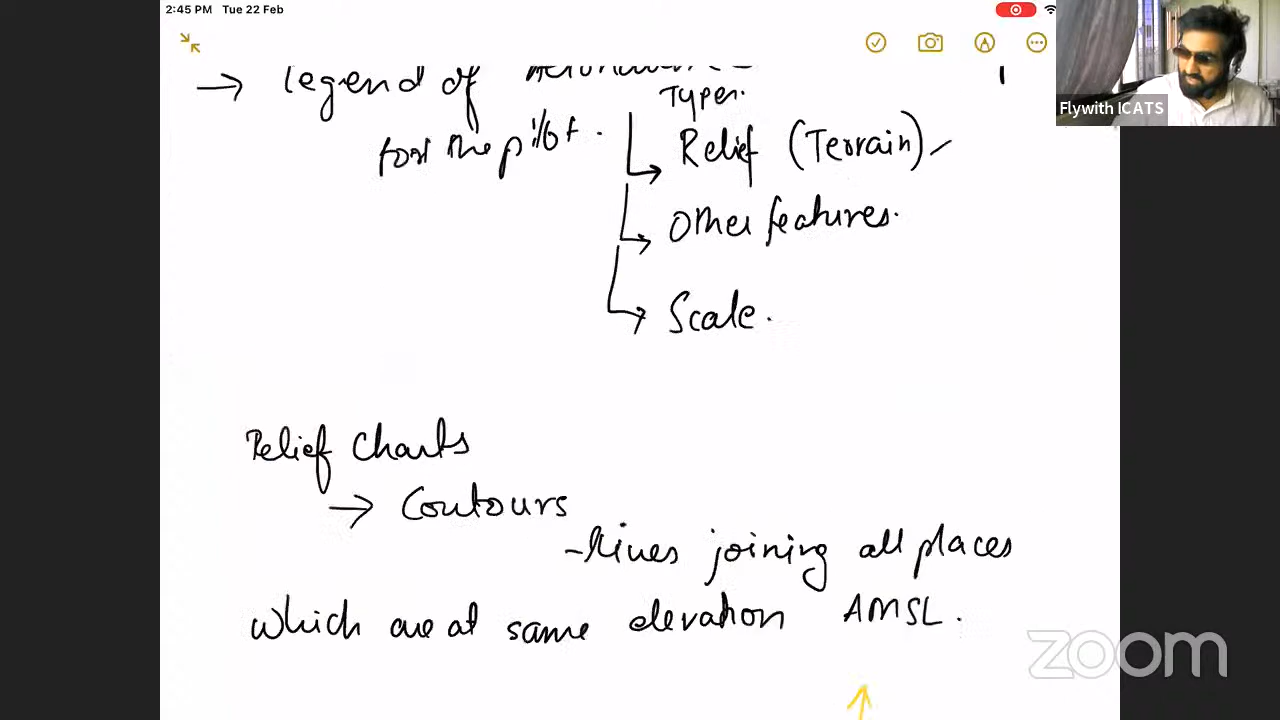 2:45 PM Tue 22 Feb
Flywith ICATS
→ legend of
Types.
for the pilot.
Relief (Terrain)
Other features.
Scale.
Relief Charts
→ Contours
- Lines joining all places
which are at same elevation AMSL.
zoom